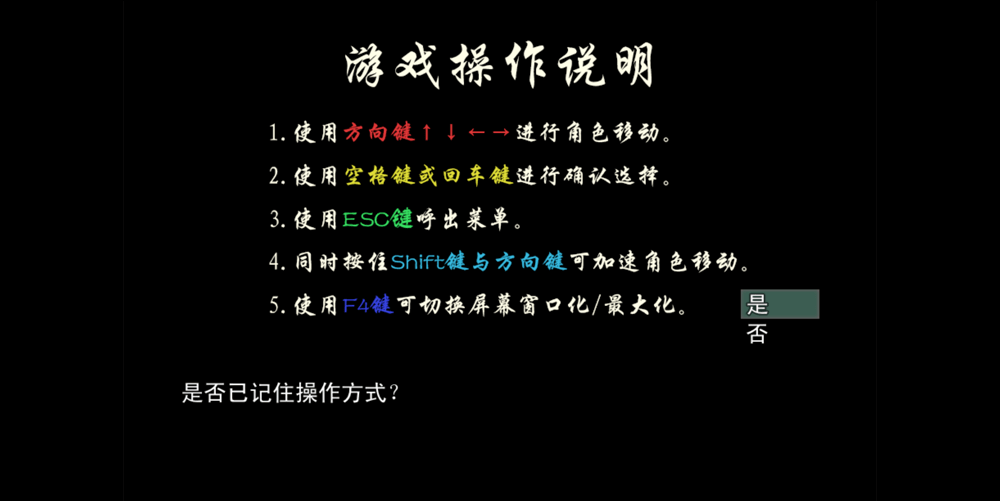 游戏操作说明
1.使用方向键↑↓←→进行角色移动。
2.使用空格键或回车键进行确认选择。
3.使用ESC键呼出菜单。
4.同时按住Shift键与方向键可加速角色移动。
5.使用F4键可切换屏幕窗口化/最大化。
是
否
是否已记住操作方式？